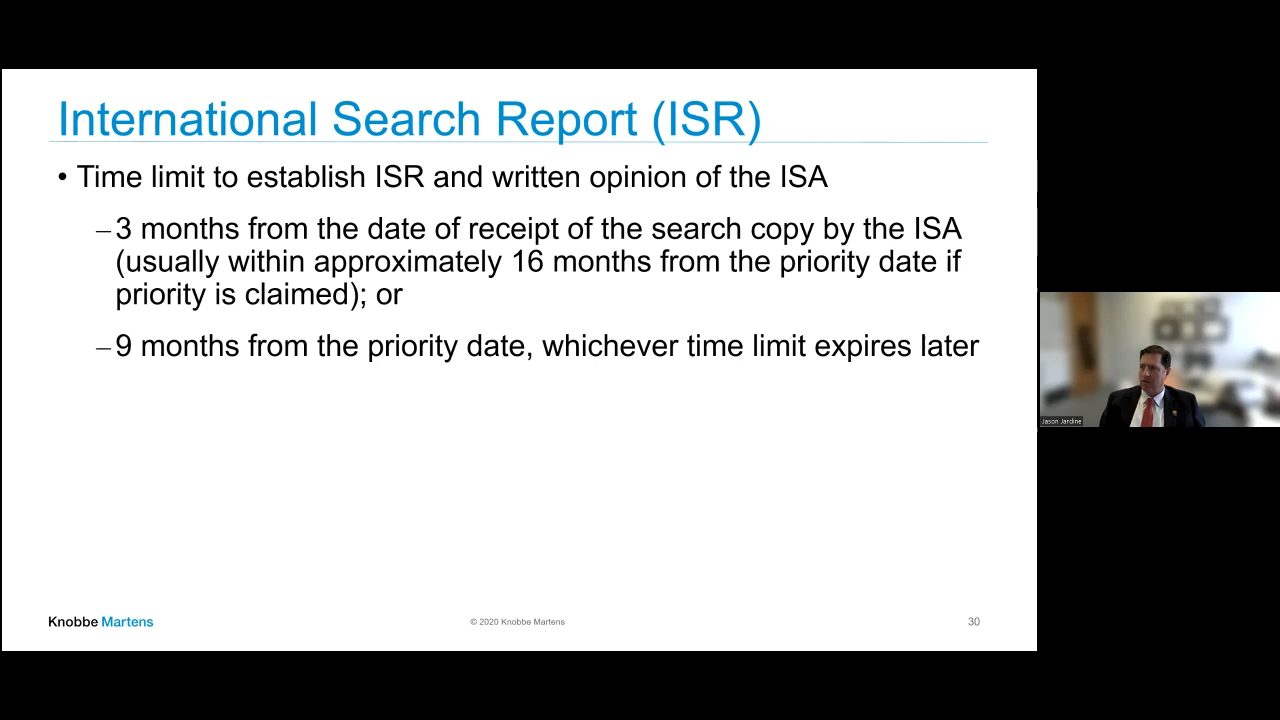 International Search Report (ISR)
• Time limit to establish ISR and written opinion of the ISA
–3 months from the date of receipt of the search copy by the ISA
(usually within approximately 16 months from the priority date if
priority is claimed); or
–9 months from the priority date, whichever time limit expires later
Knobbe Martens
© 2020 Knobbe Martens
30
Jason Jardine